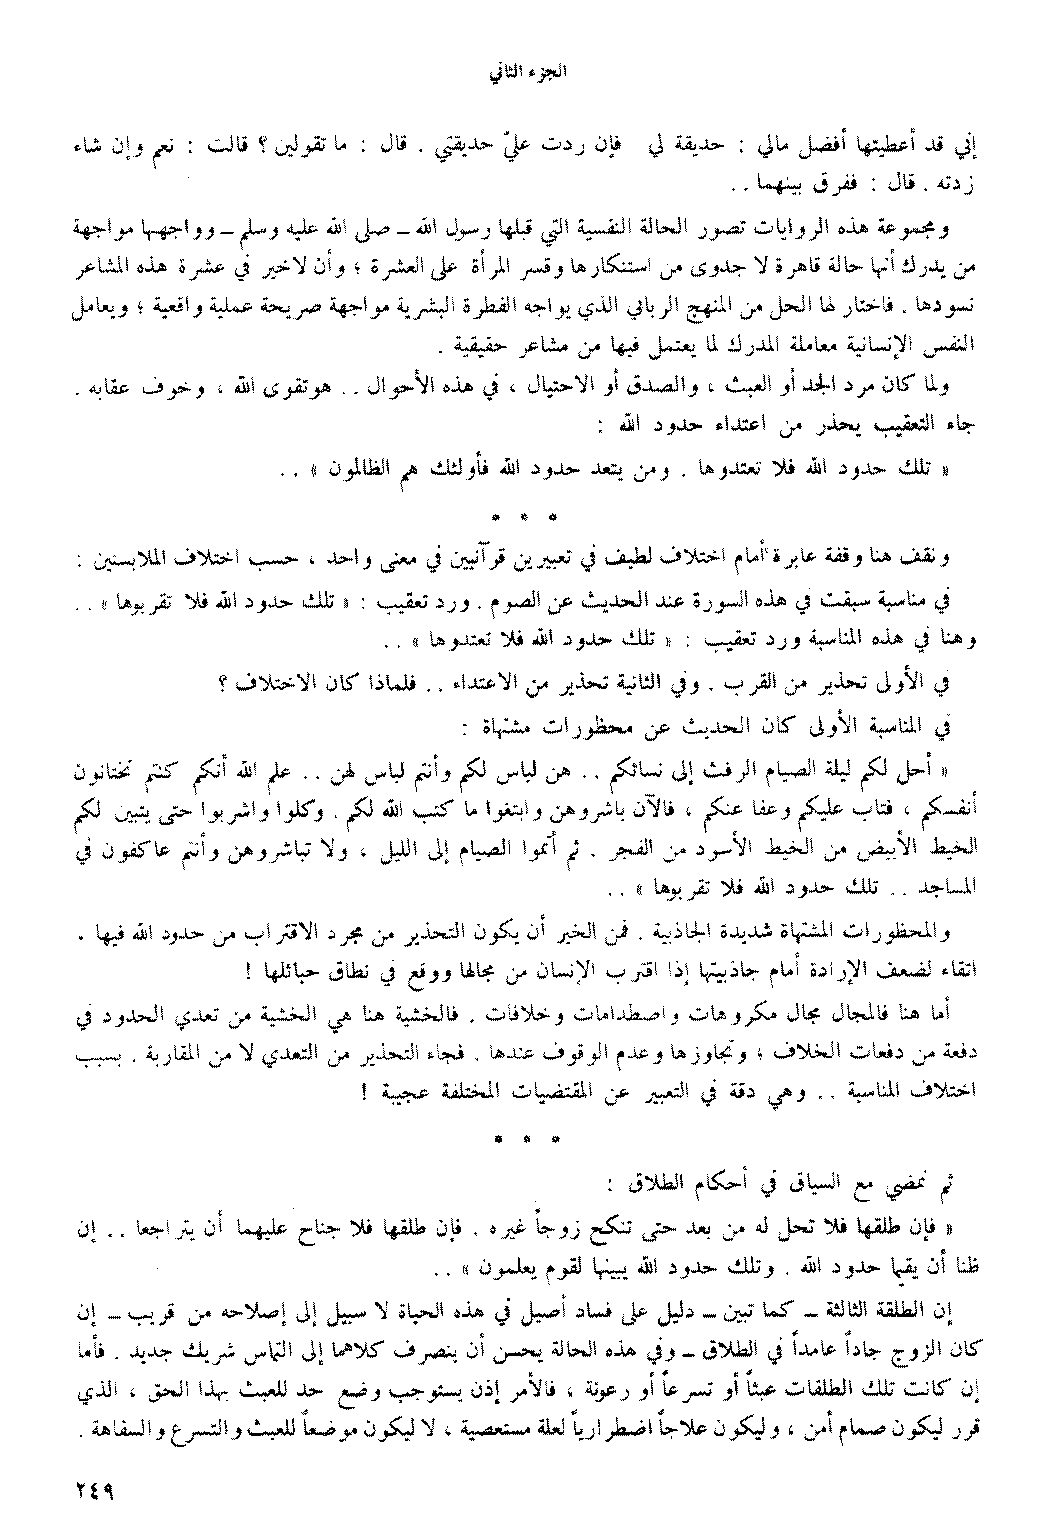 الجزء الثاني
إني قد أعطيتها أفضل مالي : حديقة لي فإن ردت عليّ حديقتي . قال : ما تقولين ؟ قالت : نعم وإن شاء
زدته . قال : ففرق بينهما . .
ومجموعة هذه الروايات تصور الحالة النفسية التي قبلها رسول الله ــ صلى الله عليه وسلم ــ وواجهها مواجهة
من يدرك أنها حالة قاهرة لا جدوى من استنكارها وقسر المرأة على العشرة ؛ وأن لاخير في عشرة هذه المشاعر
تسودها . فاختار لها الحل من المنهج الرباني الذي يواجه الفطرة البشرية مواجهة صريحة عملية واقعية ؛ ويعامل
النفس الإنسانية معاملة المدرك لما يعتمل فيها من مشاعر حقيقية .
ولما كان مرد الجد أو العبث ، والصدق أو الاحتيال ، في هذه الأحوال . . هو تقوى الله ، وخوف عقابه .
جاء التعقيب يحذر من اعتداء حدود الله :
« تلك حدود الله فلا تعتدوها . ومن يتعد حدود الله فأولئك هم الظالمون » . .
* * *
ونقف هنا وقفة عابرة أمام اختلاف لطيف في تعبيرين قرآنيين في معنى واحد ، حسب اختلاف الملابستين :
في مناسبة سبقت في هذه السورة عند الحديث عن الصوم . ورد تعقيب : « تلك حدود الله فلا تقربوها » . .
وهنا في هذه المناسبة ورد تعقيب : « تلك حدود الله فلا تعتدوها » . .
في الأولى تحذير من القرب . وفي الثانية تحذير من الاعتداء . . فلماذا كان الاختلاف ؟
في المناسبة الأولى كان الحديث عن محظورات مشتهاة :
« أحل لكم ليلة الصيام الرفث إلى نسائكم . . هن لباس لكم وأنتم لباس لهن . . علم الله أنكم كنتم تختانون
أنفسكم ، فتاب عليكم وعفا عنكم ، فالآن باشروهن وابتغوا ما كتب الله لكم . وكلوا واشربوا حتى يتبين لكم
الخيط الأبيض من الخيط الأسود من الفجر . ثم أتموا الصيام إلى الليل ، ولا تباشروهن وأنتم عاكفون في
المساجد . . تلك حدود الله فلا تقربوها » . .
والمحظورات المشتهاة شديدة الجاذبية . فمن الخير أن يكون التحذير من مجرد الاقتراب من حدود الله فيها .
اتقاء لضعف الإرادة أمام جاذبيتها إذا اقترب الإنسان من مجالها ووقع في نطاق حبائلها !
أما هنا فالمجال مجال مكروهات واصطدامات وخلافات . فالخشية هنا هي الخشية من تعدي الحدود في
دفعة من دفعات الخلاف ؛ وتجاوزها وعدم الوقوف عندها . فجاء التحذير من التعدي لا من المقاربة . بسبب
اختلاف المناسبة . . وهي دقة في التعبير عن المقتضيات المختلفة عجيبة !
* * *
ثم نمضي مع السياق في أحكام الطلاق :
« فإن طلقها فلا تحل له من بعد حتى تنكح زوجاً غيره . فإن طلقها فلا جناح عليهما أن يتراجعا . . إن
ظنا أن يقيما حدود الله . وتلك حدود الله يبينها لقوم يعلمون » . .
إن الطلقة الثالثة ــ كما تبين ــ دليل على فساد أصيل في هذه الحياة لا سبيل إلى إصلاحه من قريب ــ إن
كان الزوج جاداً عامداً في الطلاق ــ وفي هذه الحالة يحسن أن ينصرف كلاهما إلى التماس شريك جديد . فأما
إن كانت تلك الطلقات عبثاً أو تسرعاً أو رعونة ، فالأمر إذن يستوجب وضع حد للعبث بهذا الحق ، الذي
قرر ليكون صمام أمن ، وليكون علاجاً اضطرارياً لعلة مستعصية ، لا ليكون موضعاً للعبث والتسرع والسفاهة .
٢٤٩